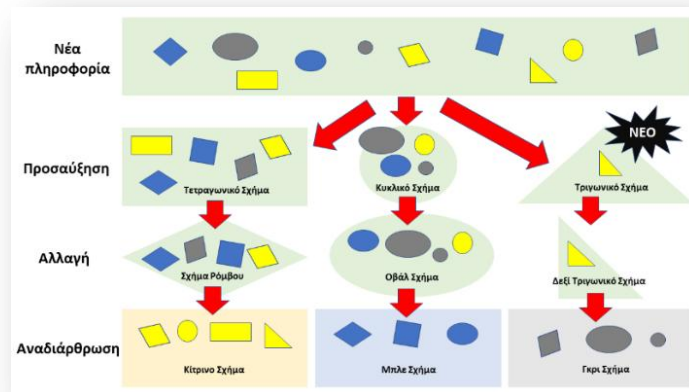 Νέα
πληροφορία
ΝΕΟ
Προσαύξηση
Τετραγωνικό Σχήμα
Κυκλικό Σχήμα
Τριγωνικό Σχήμα
Αλλαγή
Σχήμα Ρόμβου
Οβάλ Σχήμα
Δεξί Τριγωνικό Σχήμα
Αναδιάρθρωση
Κίτρινο Σχήμα
Μπλε Σχήμα
Γκρι Σχήμα